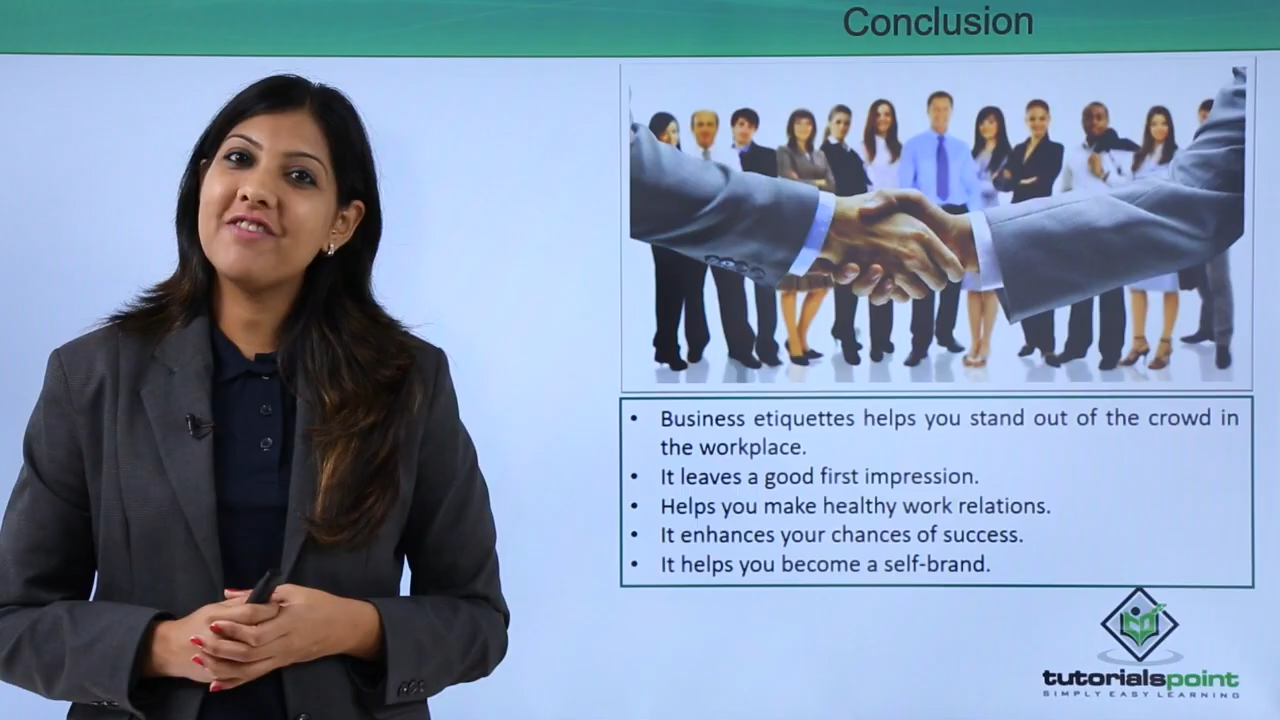 Conclusion
• Business etiquettes helps you stand out of the crowd in
the workplace.
• It leaves a good first impression.
• Helps you make healthy work relations.
• It enhances your chances of success.
• It helps you become a self-brand.
tutorialspoint
SIMPLY EASY LEARNING